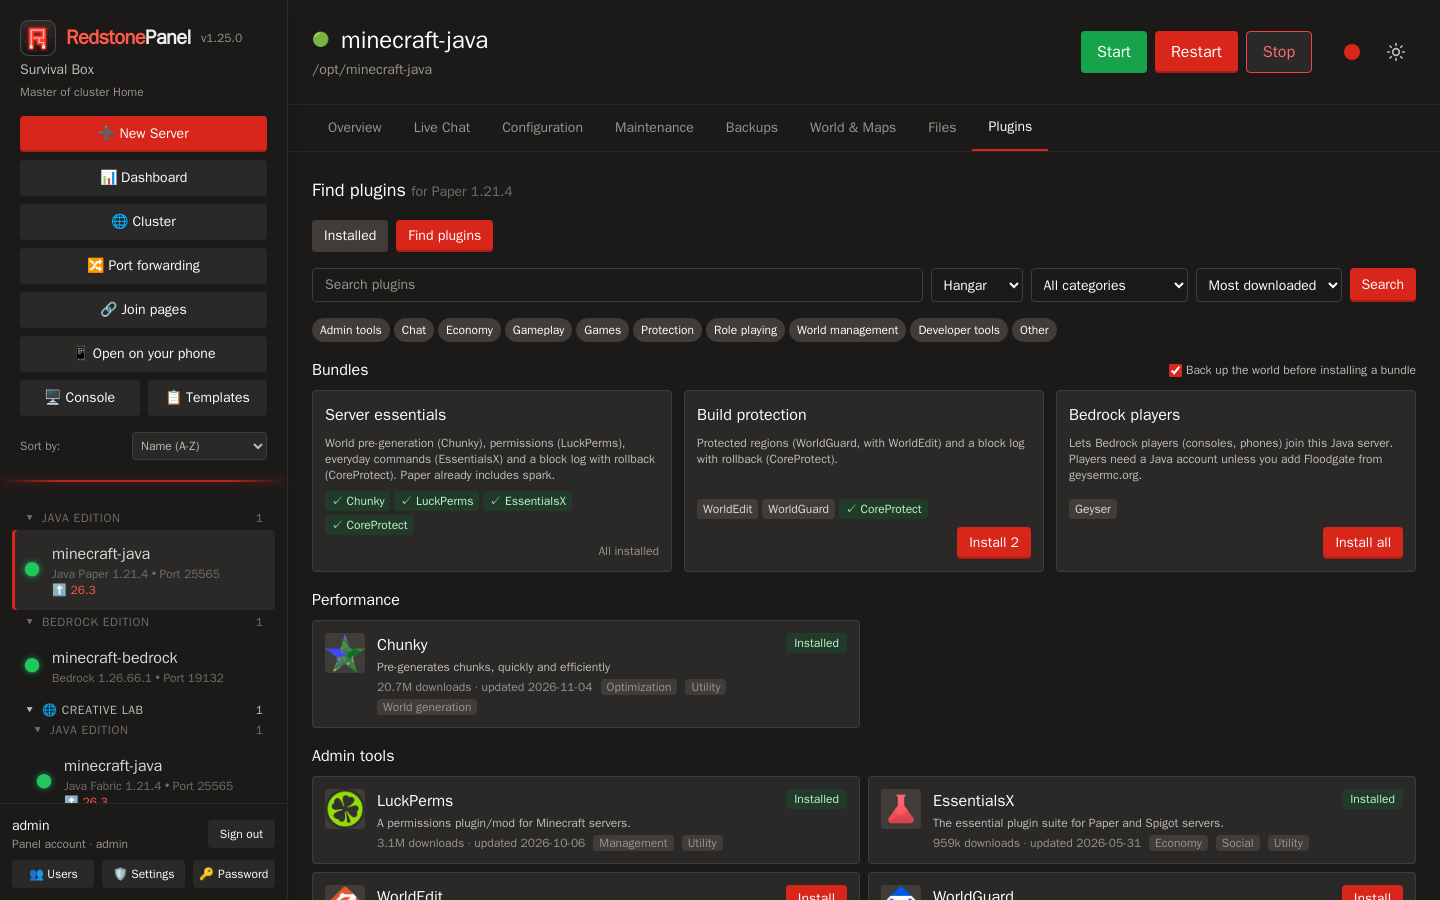 RedstonePanel v1.25.0
Survival Box
Master of cluster Home
New Server
Dashboard
Cluster
Port forwarding
Join pages
Open on your phone
Console
Templates
Sort by:
Name (A-Z)
JAVA EDITION 1
minecraft-java
Java Paper 1.21.4 • Port 25565
26.3
BEDROCK EDITION 1
minecraft-bedrock
Bedrock 1.26.66.1 • Port 19132
CREATIVE LAB 1
JAVA EDITION 1
minecraft-java
Java Fabric 1.21.4 • Port 25565
26.3
admin
Panel account · admin
Sign out
Users
Settings
Password
minecraft-java
/opt/minecraft-java
Start
Restart
Stop
Overview
Live Chat
Configuration
Maintenance
Backups
World & Maps
Files
Plugins
Find plugins for Paper 1.21.4
Installed
Find plugins
Search plugins
Hangar
All categories
Most downloaded
Search
Admin tools
Chat
Economy
Gameplay
Games
Protection
Role playing
World management
Developer tools
Other
Bundles
Back up the world before installing a bundle
Server essentials
World pre-generation (Chunky), permissions (LuckPerms),
everyday commands (EssentialsX) and a block log with rollback
(CoreProtect). Paper already includes spark.
✓ Chunky
✓ LuckPerms
✓ EssentialsX
✓ CoreProtect
All installed
Build protection
Protected regions (WorldGuard, with WorldEdit) and a block log
with rollback (CoreProtect).
WorldEdit
WorldGuard
✓ CoreProtect
Install 2
Bedrock players
Lets Bedrock players (consoles, phones) join this Java server.
Players need a Java account unless you add Floodgate from
geysermc.org.
Geyser
Install all
Performance
Chunky
Installed
Pre-generates chunks, quickly and efficiently
20.7M downloads · updated 2026-11-04
Optimization
Utility
World generation
Admin tools
LuckPerms
Installed
A permissions plugin/mod for Minecraft servers.
3.1M downloads · updated 2026-10-06
Management
Utility
EssentialsX
Installed
The essential plugin suite for Paper and Spigot servers.
959k downloads · updated 2026-05-31
Economy
Social
Utility
WorldEdit
Install
WorldGuard
Install